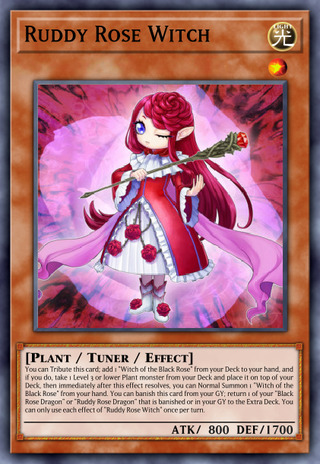 Ruddy Rose Witch
LIGHT
光
[Plant / Tuner / Effect]
You can Tribute this card; add 1 "Witch of the Black Rose" from your Deck to your hand, and
if you do, take 1 Level 3 or lower Plant monster from your Deck and place it on top of your
Deck, then immediately after this effect resolves, you can Normal Summon 1 "Witch of the
Black Rose" from your hand. You can banish this card from your GY; return 1 of your "Black
Rose Dragon" or "Ruddy Rose Dragon" that is banished or in your GY to the Extra Deck. You
can only use each effect of "Ruddy Rose Witch" once per turn.
ATK/ 800 DEF/1700